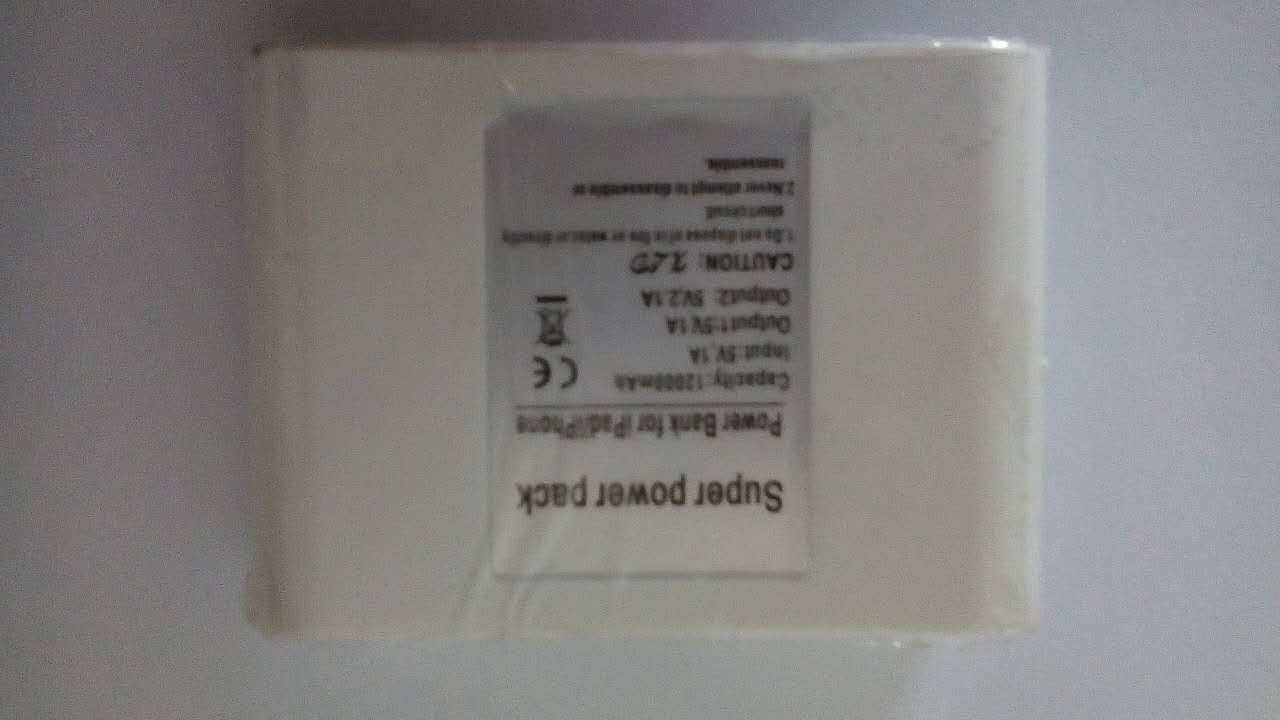 Super power pack
Power Bank for iPad/iPhone
Capacity:12000mAh
Input:5V,1A
Output1:5V,1A
Output2: 5V,2.1A
CE
CAUTION:
1.Do not dispose of in fire or water,or directly
short circuit
2.Never attempt to disassemble or
reassemble.